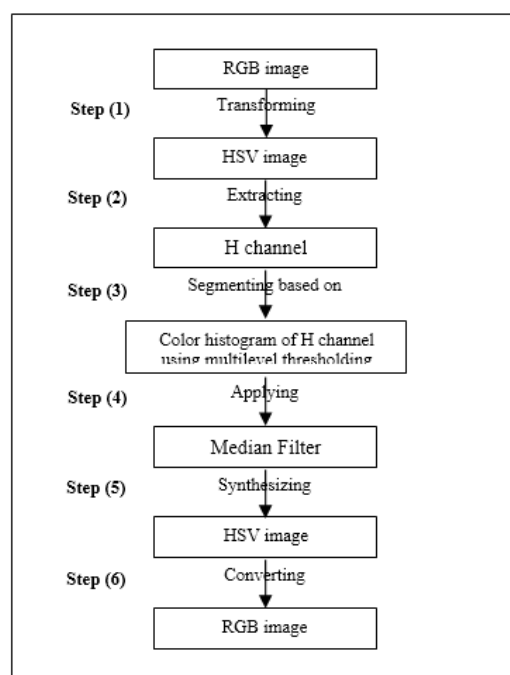 RGB image
Step (1)
Transforming
HSV image
Step (2)
Extracting
H channel
Step (3)
Segmenting based on
Color histogram of H channel
using multilevel thresholding
Step (4)
Applying
Median Filter
Step (5)
Synthesizing
HSV image
Step (6)
Converting
RGB image